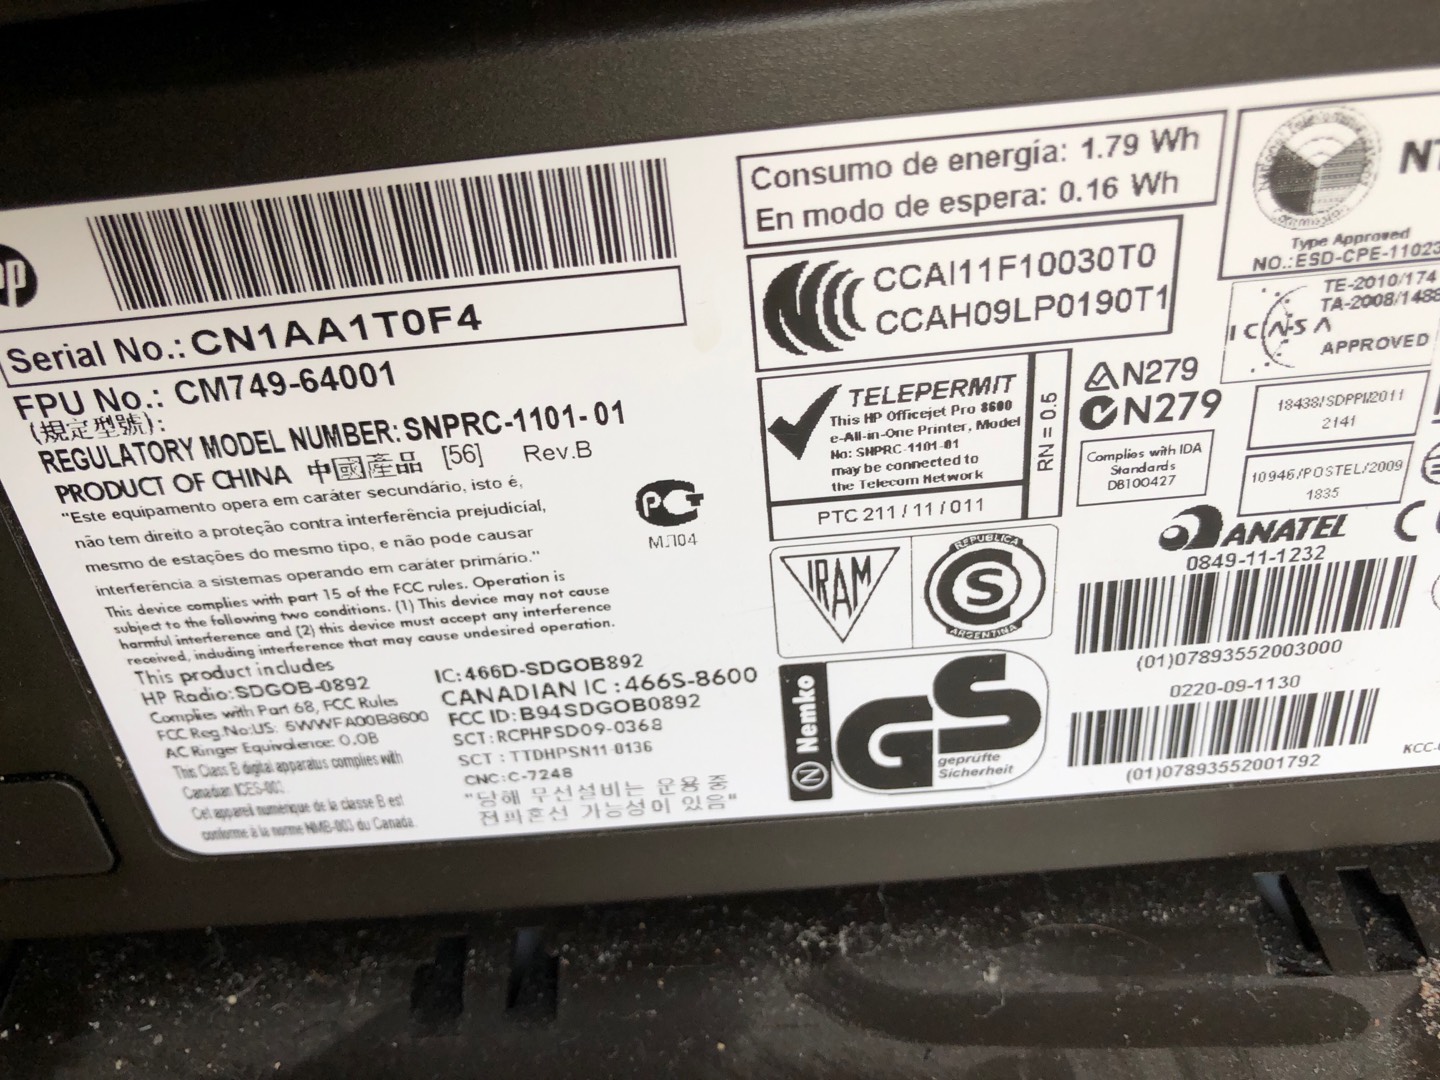 hp
Serial No.: CN1AA1T0F4
FPU No.: CM749-64001
(規定型號):
REGULATORY MODEL NUMBER: SNPRC-1101-01
PRODUCT OF CHINA 中國產品 [56] Rev.B
"Este equipamento opera em caráter secundário, isto é,
não tem direito a proteção contra interferência prejudicial,
mesmo de estações do mesmo tipo, e não pode causar
interferência a sistemas operando em caráter primário."
This device complies with part 15 of the FCC rules. Operation is
subject to the following two conditions. (1) This device may not cause
harmful interference and (2) this device must accept any interference
received, including interference that may cause undesired operation.
This product includes
HP Radio:SDGOB-0892
Complies with Part 68, FCC Rules
FCC Reg.No:US: 5WWFA00B8600
AC Ringer Equivalence: 0,0B
This Class B digital apparatus complies with
Canadian ICES-003
Cet appareil numérique de la classe B est
conforme à la norme NMB-003 du Canada.
IC: 466D-SDGOB892
CANADIAN IC : 466S-8600
FCC ID: B94SDGOB0892
SCT: RCPHPSD09-0368
SCT : TTDHPSN11-0136
CNC: C-7248
"당해 무선설비는 운용 중
전파혼신 가능성이 있음"
PCT
МЛ04
Consumo de energía: 1.79 Wh
En modo de espera: 0.16 Wh
CCAI11F10030T0
CCAH09LP0190T1
TELEPERMIT
This HP Officejet Pro 8600
e-All-in-One Printer, Model
No: SNPRC-1101-01
may be connected to
the Telecom Network
RN = 0.5
PTC 211 / 11 / 011
IRAM
REPUBLICA
S
ARGENTINA
N Nemko
GS
geprüfte
Sicherheit
Type Approved
NO.:ESD-CPE-11023
TE-2010/174
TA-2008/1488
ICASA
APPROVED
N279
N279
Complies with IDA
Standards
DB100427
18438/SDPPI/2011
2141
10946/POSTEL/2009
1835
ANATEL
0849-11-1232
(01)07893552003000
0220-09-1130
(01)07893552001792